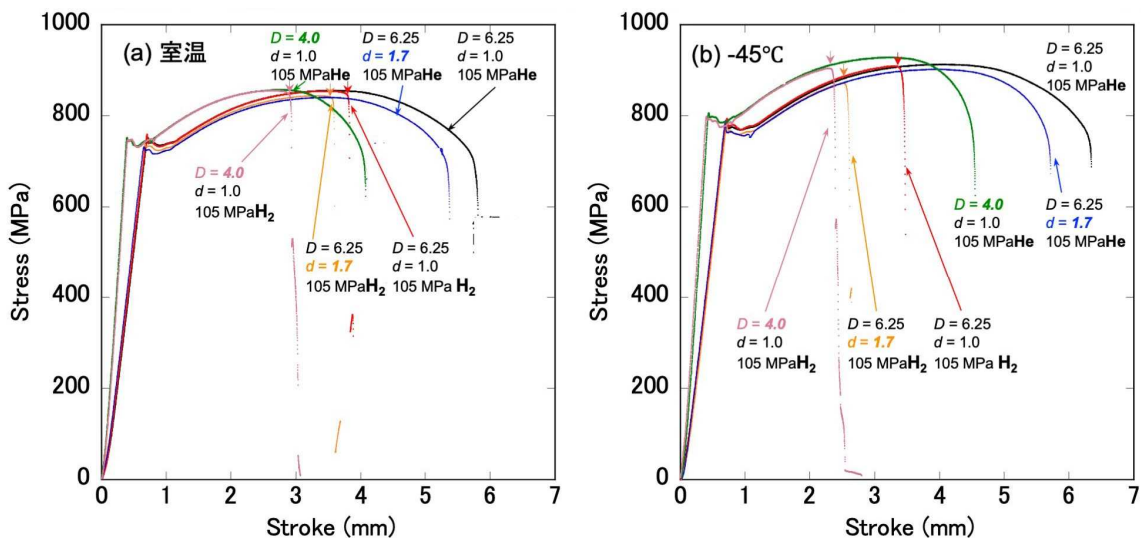 (a) 室温
D = 4.0
d = 1.0
105 MPaHe
D = 6.25
d = 1.7
105 MPaHe
D = 6.25
d = 1.0
105 MPaHe
D = 4.0
d = 1.0
105 MPaH₂
D = 6.25
d = 1.7
105 MPaH₂
D = 6.25
d = 1.0
105 MPa H₂
Stress (MPa)
1000
800
600
400
200
0
0 1 2 3 4 5 6 7
Stroke (mm)
(b) -45℃
D = 6.25
d = 1.0
105 MPaHe
D = 4.0
d = 1.0
105 MPaHe
D = 6.25
d = 1.7
105 MPaHe
D = 4.0
d = 1.0
105 MPaH₂
D = 6.25
d = 1.7
105 MPaH₂
D = 6.25
d = 1.0
105 MPa H₂
Stress (MPa)
1000
800
600
400
200
0
0 1 2 3 4 5 6 7
Stroke (mm)